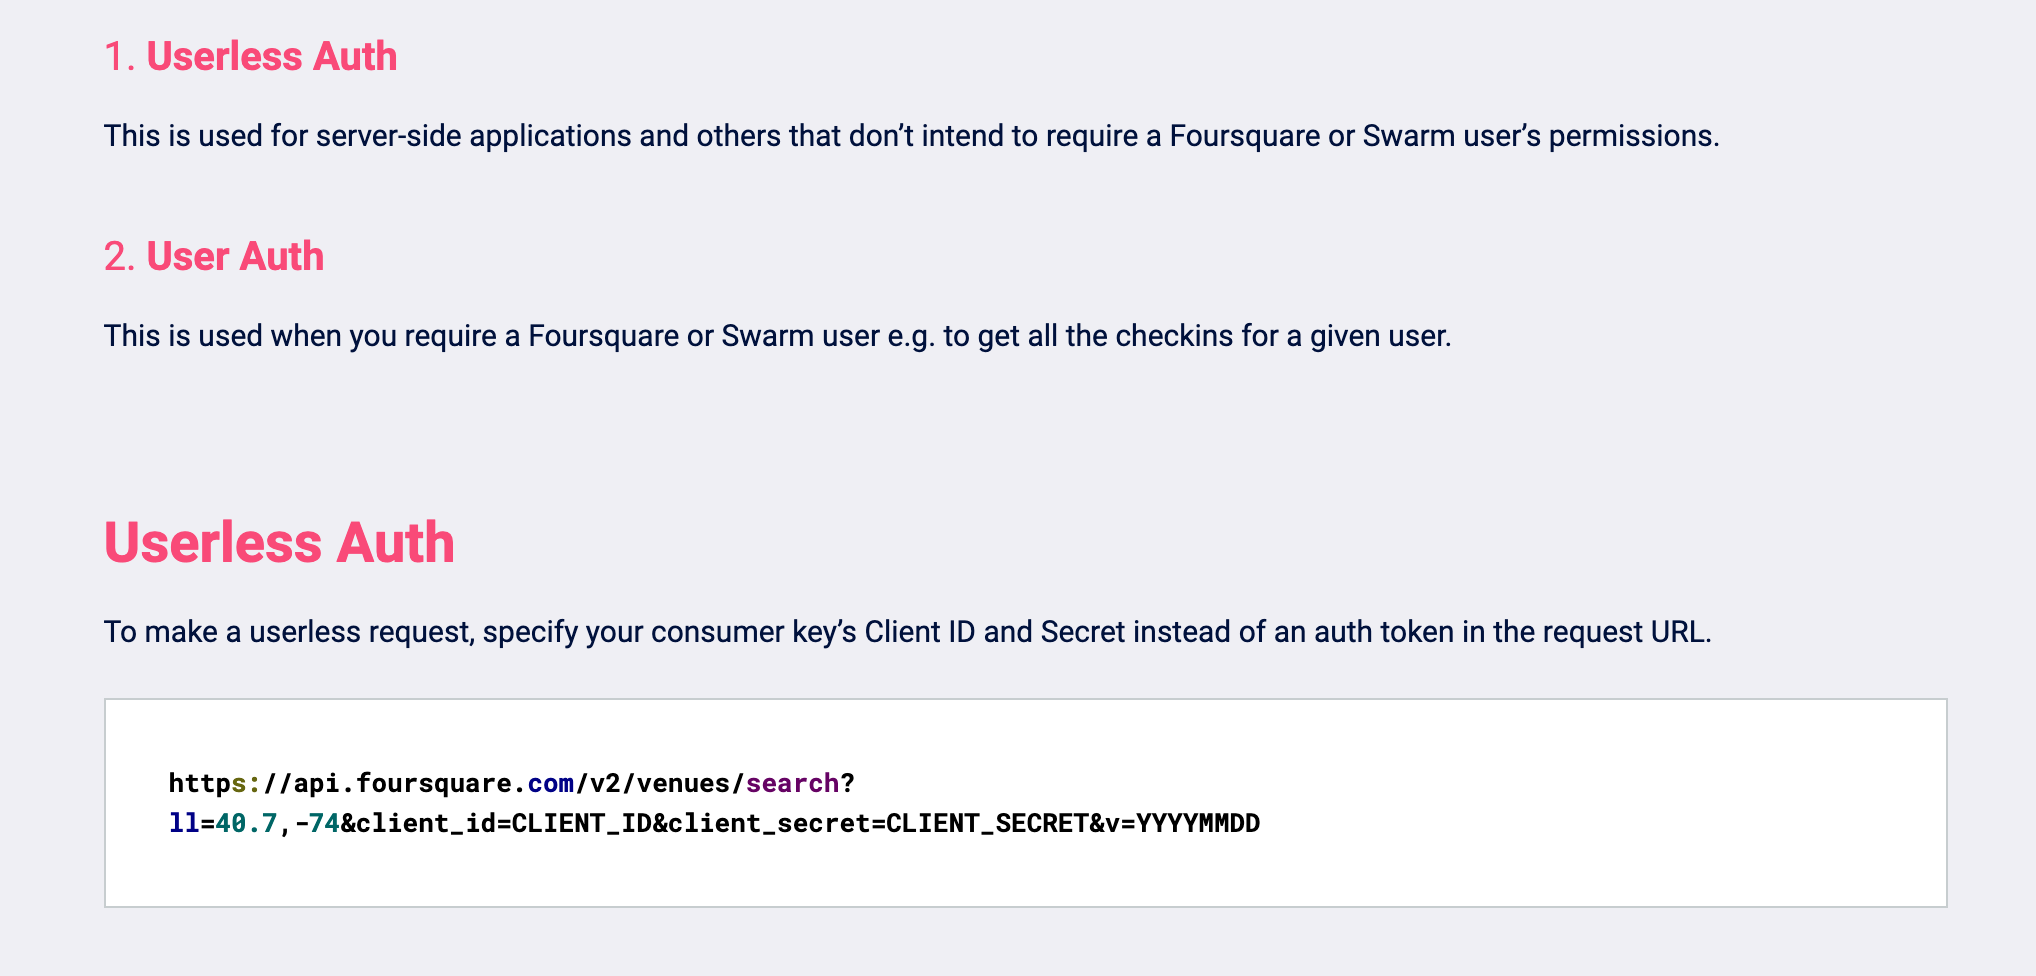 1. Userless Auth
This is used for server-side applications and others that don’t intend to require a Foursquare or Swarm user’s permissions.
2. User Auth
This is used when you require a Foursquare or Swarm user e.g. to get all the checkins for a given user.
Userless Auth
To make a userless request, specify your consumer key’s Client ID and Secret instead of an auth token in the request URL.
https://api.foursquare.com/v2/venues/search?
ll=40.7,-74&client_id=CLIENT_ID&client_secret=CLIENT_SECRET&v=YYYYMMDD